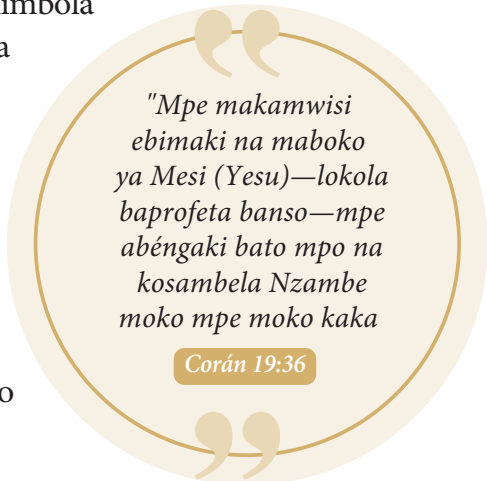 "Mpe makamwisi
ebimaki na maboko
ya Mesi (Yesu)—lokola
baprofeta banso—mpe
abéngaki bato mpo na
kosambela Nzambe
moko mpe moko kaka
Corán 19:36